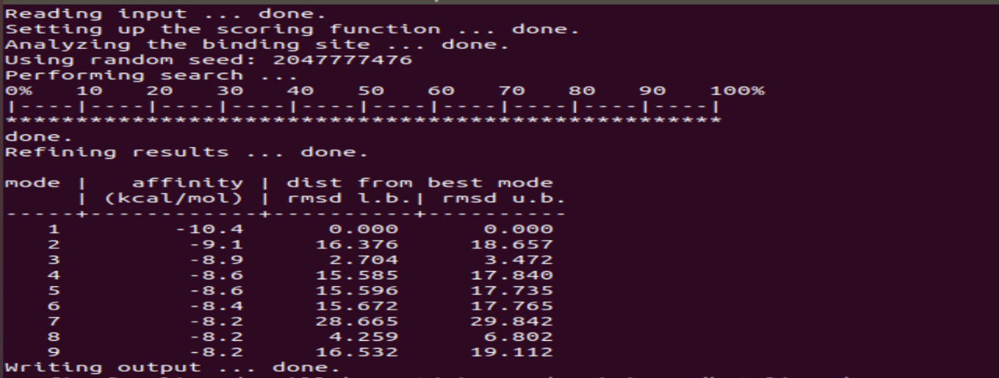 Reading input ... done.
Setting up the scoring function ... done.
Analyzing the binding site ... done.
Using random seed: 2047777476
Performing search ...
0%   10   20   30   40   50   60   70   80   90   100%
|----|----|----|----|----|----|----|----|----|----|
***************************************************
done.
Refining results ... done.
mode |   affinity | dist from best mode
     | (kcal/mol) | rmsd l.b.| rmsd u.b.
-----+------------+----------+----------
   1        -10.4      0.000      0.000
   2         -9.1     16.376     18.657
   3         -8.9      2.704      3.472
   4         -8.6     15.585     17.840
   5         -8.6     15.596     17.735
   6         -8.4     15.672     17.765
   7         -8.2     28.665     29.842
   8         -8.2      4.259      6.802
   9         -8.2     16.532     19.112
Writing output ... done.